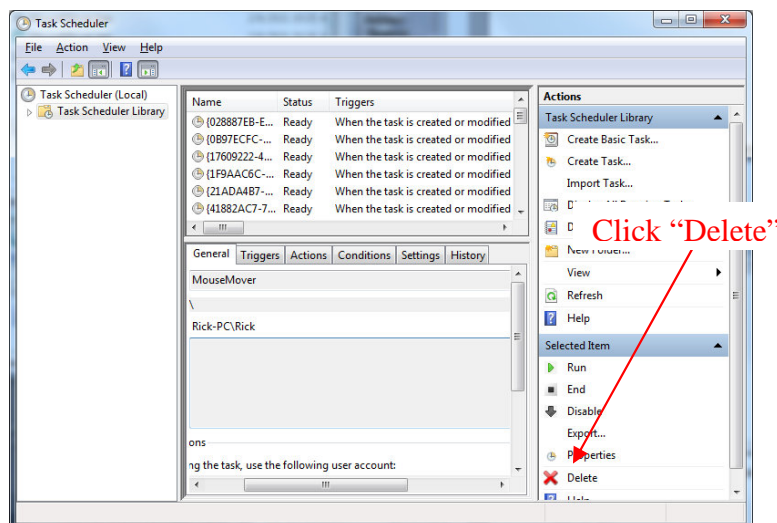 Task Scheduler
File Action View Help
Task Scheduler (Local)
Task Scheduler Library
Name Status Triggers
{028887EB-E... Ready When the task is created or modified
{0B97ECFC-... Ready When the task is created or modified
{17609222-4... Ready When the task is created or modified
{1F9AAC6C-... Ready When the task is created or modified
{21ADA4B7-... Ready When the task is created or modified
{41882AC7-7... Ready When the task is created or modified
General Triggers Actions Conditions Settings History
MouseMover
\
Rick-PC\Rick
ons
ng the task, use the following user account:
Actions
Task Scheduler Library
Create Basic Task...
Create Task...
Import Task...
Click “Delete”
New Folder...
View
Refresh
Help
Selected Item
Run
End
Disable
Export...
Properties
Delete
Help